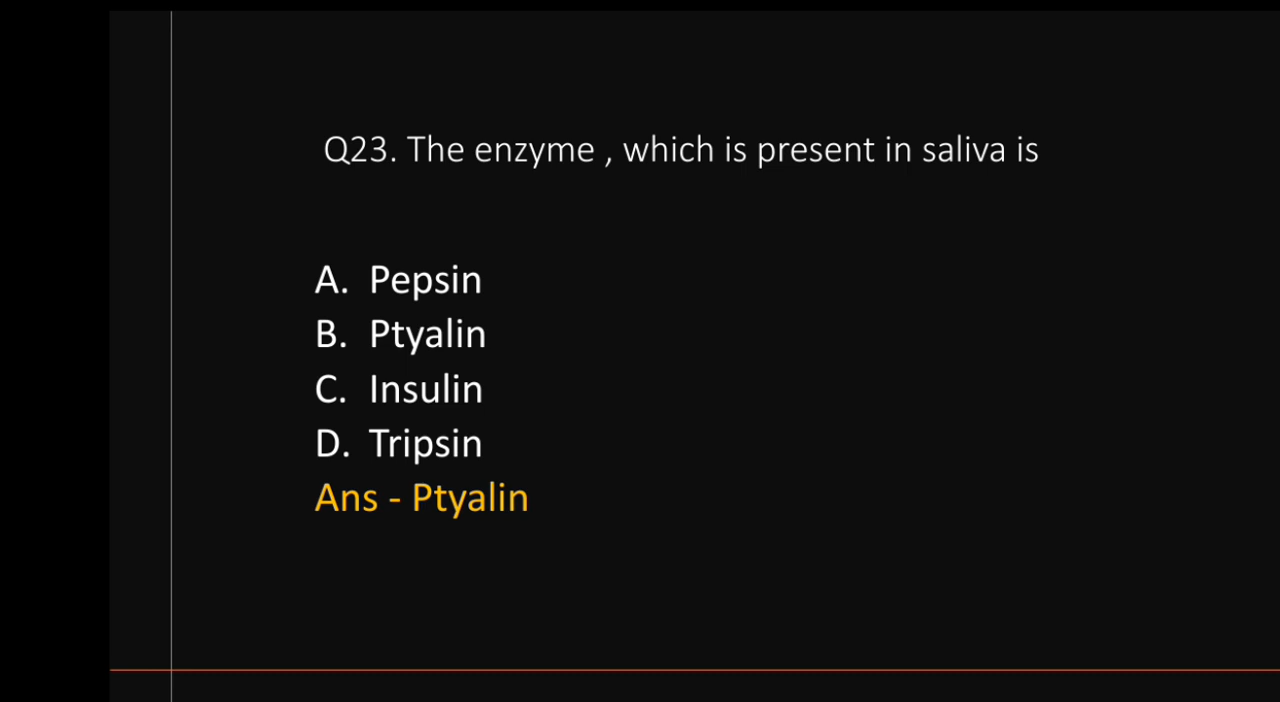 Q23. The enzyme , which is present in saliva is
A. Pepsin
B. Ptyalin
C. Insulin
D. Tripsin
Ans - Ptyalin